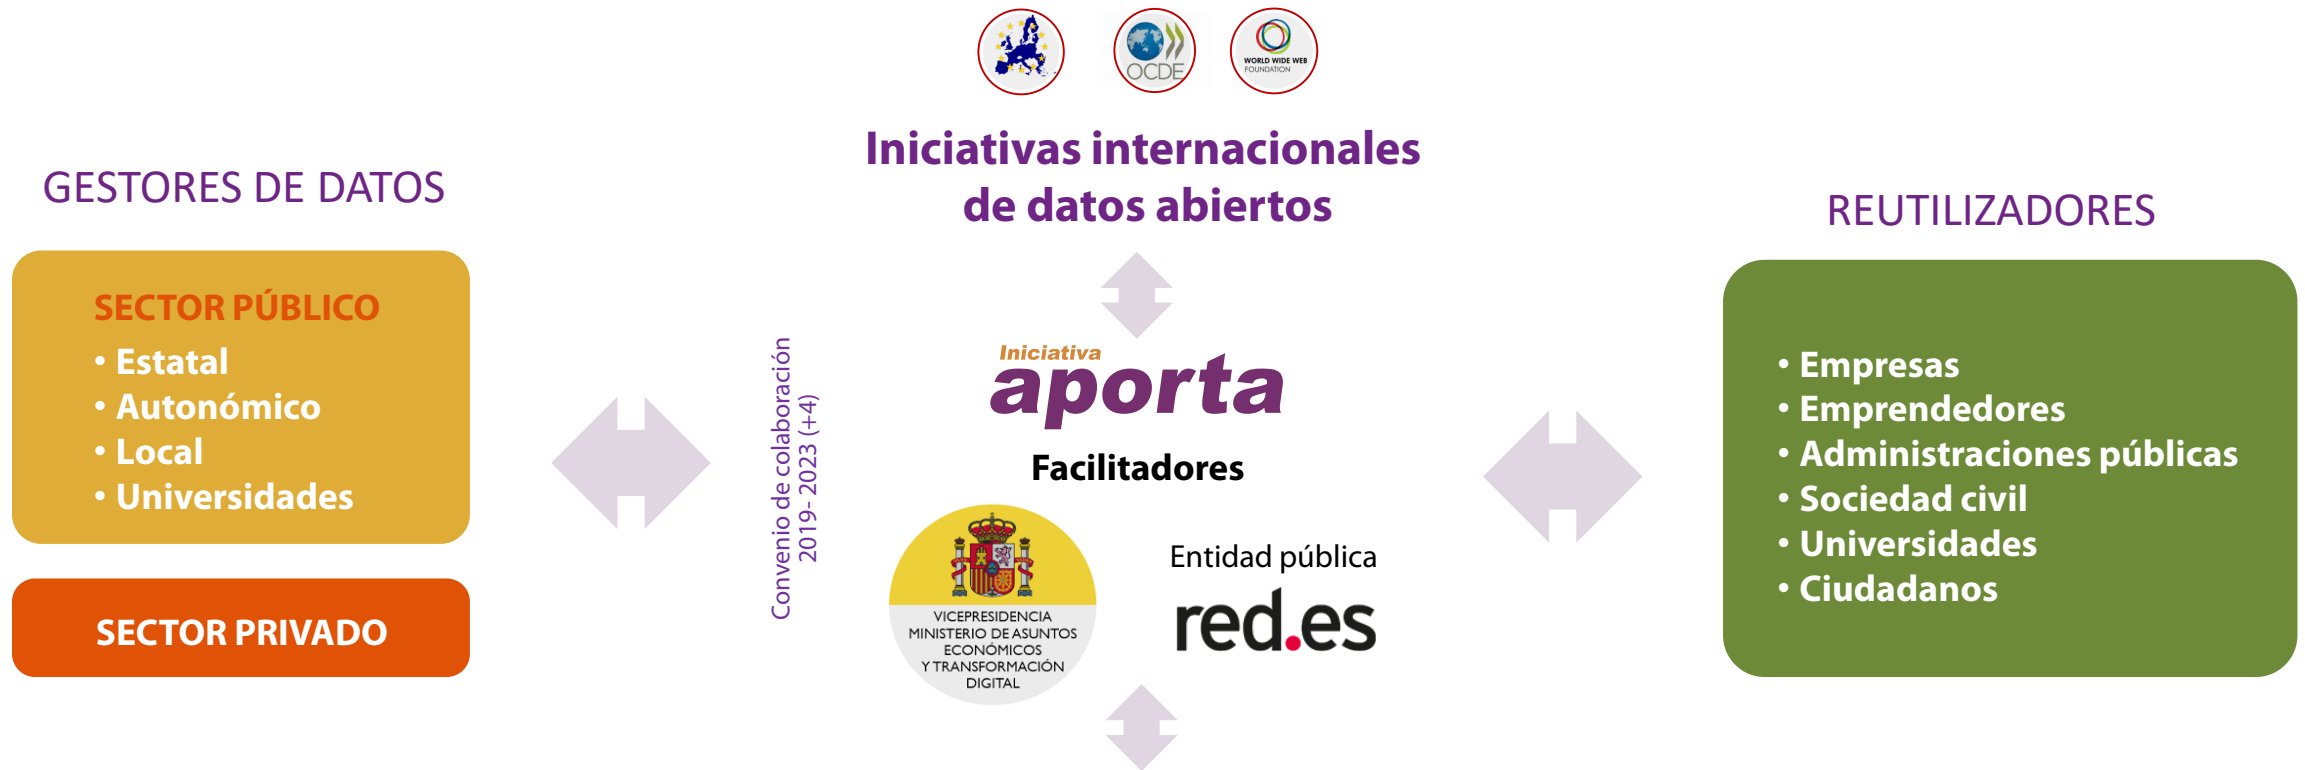 OCDE
WORLD WIDE WEB
FOUNDATION
Iniciativas internacionales
de datos abiertos
GESTORES DE DATOS
SECTOR PÚBLICO
• Estatal
• Autonómico
• Local
• Universidades
SECTOR PRIVADO
Convenio de colaboración
2019- 2023 (+4)
Iniciativa
aporta
Facilitadores
VICEPRESIDENCIA
MINISTERIO DE ASUNTOS
ECONÓMICOS
Y TRANSFORMACIÓN
DIGITAL
Entidad pública
red.es
REUTILIZADORES
• Empresas
• Emprendedores
• Administraciones públicas
• Sociedad civil
• Universidades
• Ciudadanos